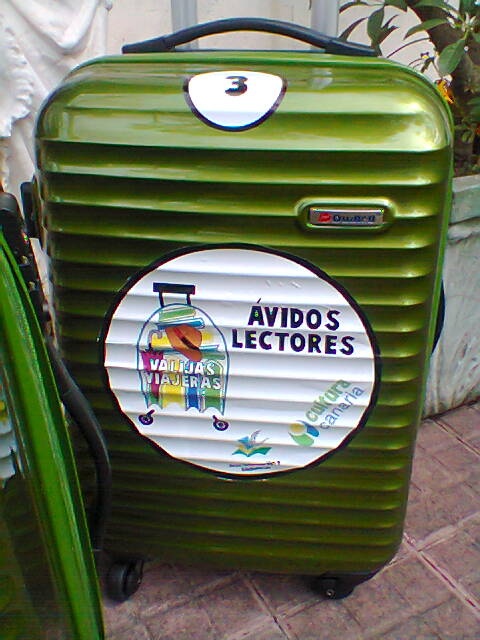 3
ÁVIDOS
LECTORES
VALIJAS
VIAJERAS
cultura
canaria